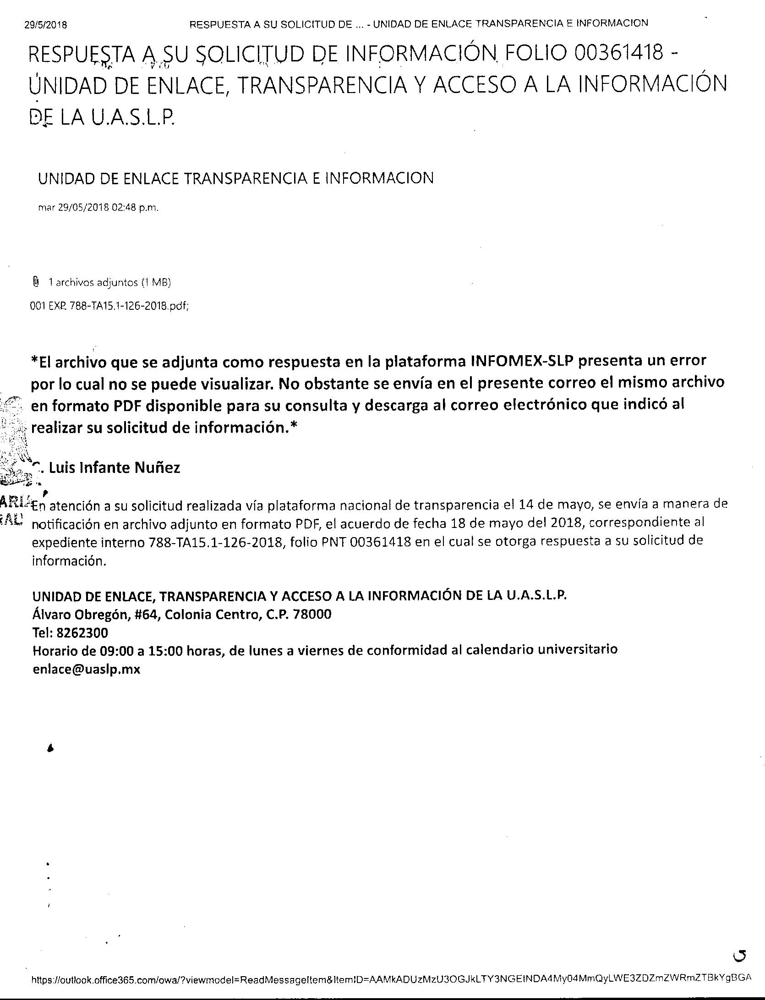 29/5/2018 RESPUESTA A SU SOLICITUD DE ... - UNIDAD DE ENLACE TRANSPARENCIA E INFORMACION
RESPUESTA A SU SOLICITUD DE INFORMACIÓN FOLIO 00361418 -
UNIDAD DE ENLACE, TRANSPARENCIA Y ACCESO A LA INFORMACIÓN
DE LA U.A.S.L.P.
UNIDAD DE ENLACE TRANSPARENCIA E INFORMACION
mar 29/05/2018 02:48 p.m.
1 archivos adjuntos (1 MB)
001 EXP. 788-TA15.1-126-2018.pdf;
*El archivo que se adjunta como respuesta en la plataforma INFOMEX-SLP presenta un error
por lo cual no se puede visualizar. No obstante se envía en el presente correo el mismo archivo
en formato PDF disponible para su consulta y descarga al correo electrónico que indicó al
realizar su solicitud de información.*
C. Luis Infante Nuñez
En atención a su solicitud realizada vía plataforma nacional de transparencia el 14 de mayo, se envía a manera de
notificación en archivo adjunto en formato PDF, el acuerdo de fecha 18 de mayo del 2018, correspondiente al
expediente interno 788-TA15.1-126-2018, folio PNT 00361418 en el cual se otorga respuesta a su solicitud de
información.
UNIDAD DE ENLACE, TRANSPARENCIA Y ACCESO A LA INFORMACIÓN DE LA U.A.S.L.P.
Álvaro Obregón, #64, Colonia Centro, C.P. 78000
Tel: 8262300
Horario de 09:00 a 15:00 horas, de lunes a viernes de conformidad al calendario universitario
enlace@uaslp.mx
https://outlook.office365.com/owa/?viewmodel=ReadMessageItem&ItemID=AAMkADUzMzU3OGJkLTY3NGEtNDA4My04MmQyLWE3ZDZmZWRmZTBkYgBGA